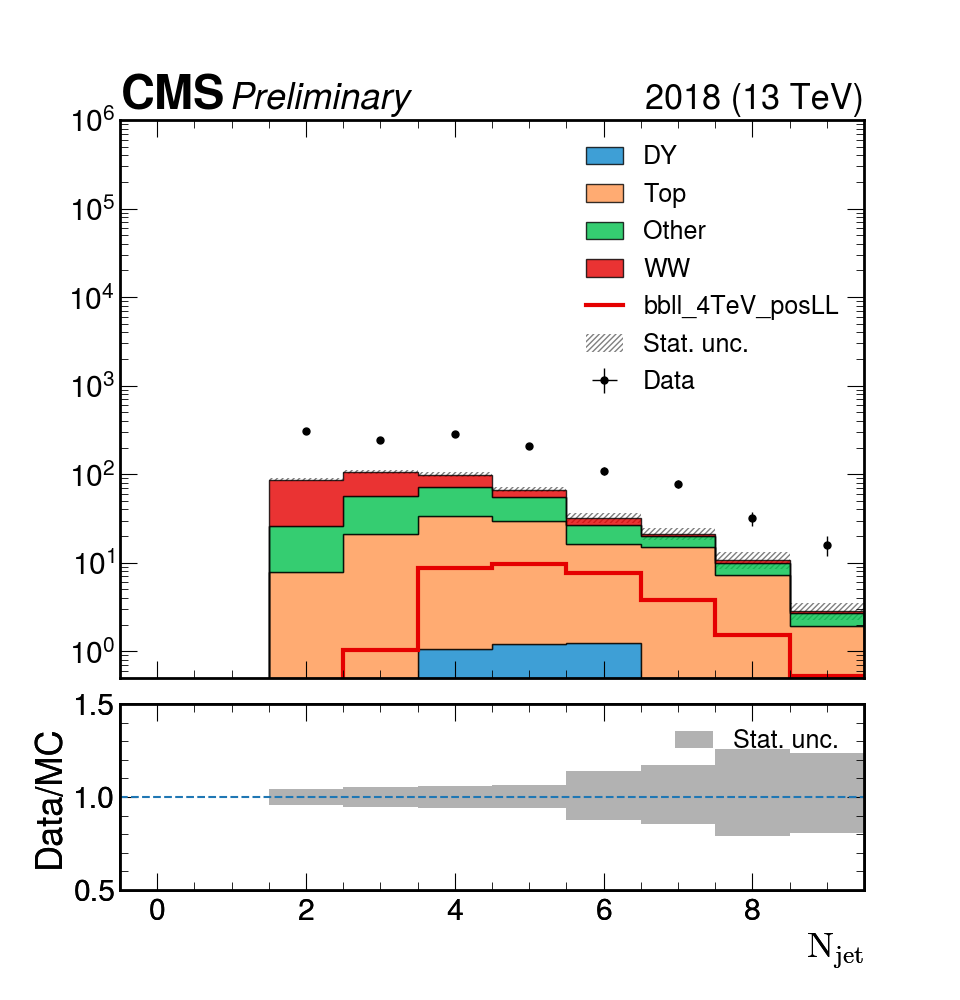 CMS Preliminary 2018 (13 TeV)
10^6
10^5
10^4
10^3
10^2
10^1
10^0
DY
Top
Other
WW
bbll_4TeV_posLL
Stat. unc.
Data
1.5
1.0
0.5
Data/MC
Stat. unc.
0 2 4 6 8
N_jet